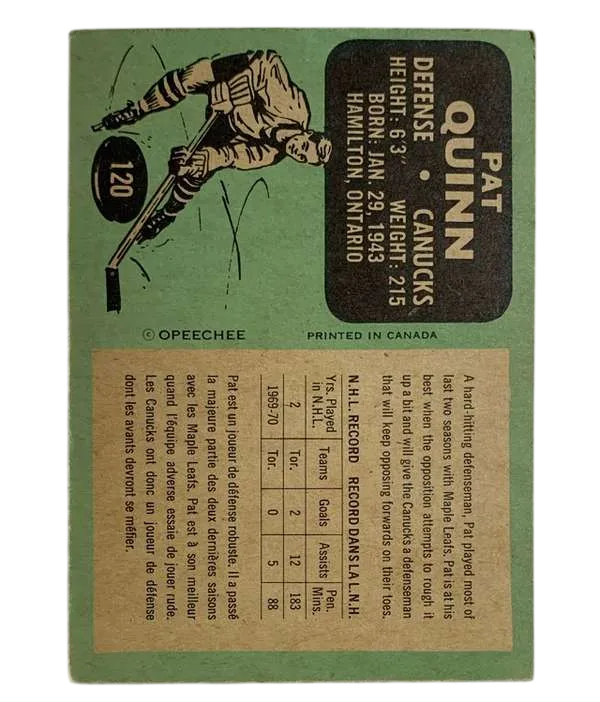 PAT
QUINN
DEFENSE • CANUCKS
HEIGHT: 6'3" WEIGHT: 215
BORN: JAN. 29, 1943
HAMILTON, ONTARIO
120
© OPEECHEE
PRINTED IN CANADA
A hard-hitting defenseman, Pat played most of
last two seasons with Maple Leafs. Pat is at his
best when the opposition attempts to rough it
up a bit and will give the Canucks a defenseman
that will keep opposing forwards on their toes.
N.H.L. RECORD RECORD DANS LA L.N.H.
Yrs. Played in N.H.L. Teams Goals Assists Pen. Mins.
2 Tor. 2 12 183
1969-70 Tor. 0 5 88
Pat est un joueur de défense robuste. Il a passé
la majeure partie des deux dernières saisons
avec les Maple Leafs. Pat est à son meilleur
quand l'équipe adverse essaie de jouer rude.
Les Canucks ont donc un joueur de défense
dont les avants devront se méfier.